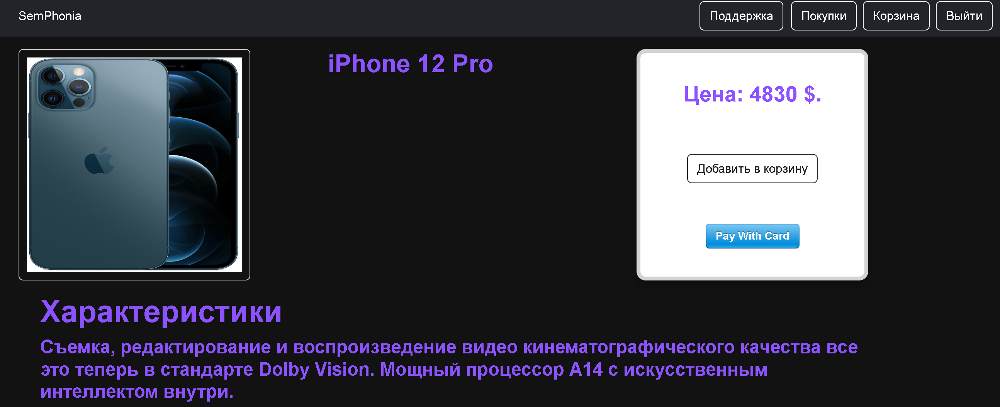 SemPhonia
Поддержка
Покупки
Корзина
Выйти
iPhone 12 Pro
Цена: 4830 $.
Добавить в корзину
Pay With Card
Характеристики
Съемка, редактирование и воспроизведение видео кинематографического качества все
это теперь в стандарте Dolby Vision. Мощный процессор A14 с искусственным
интеллектом внутри.